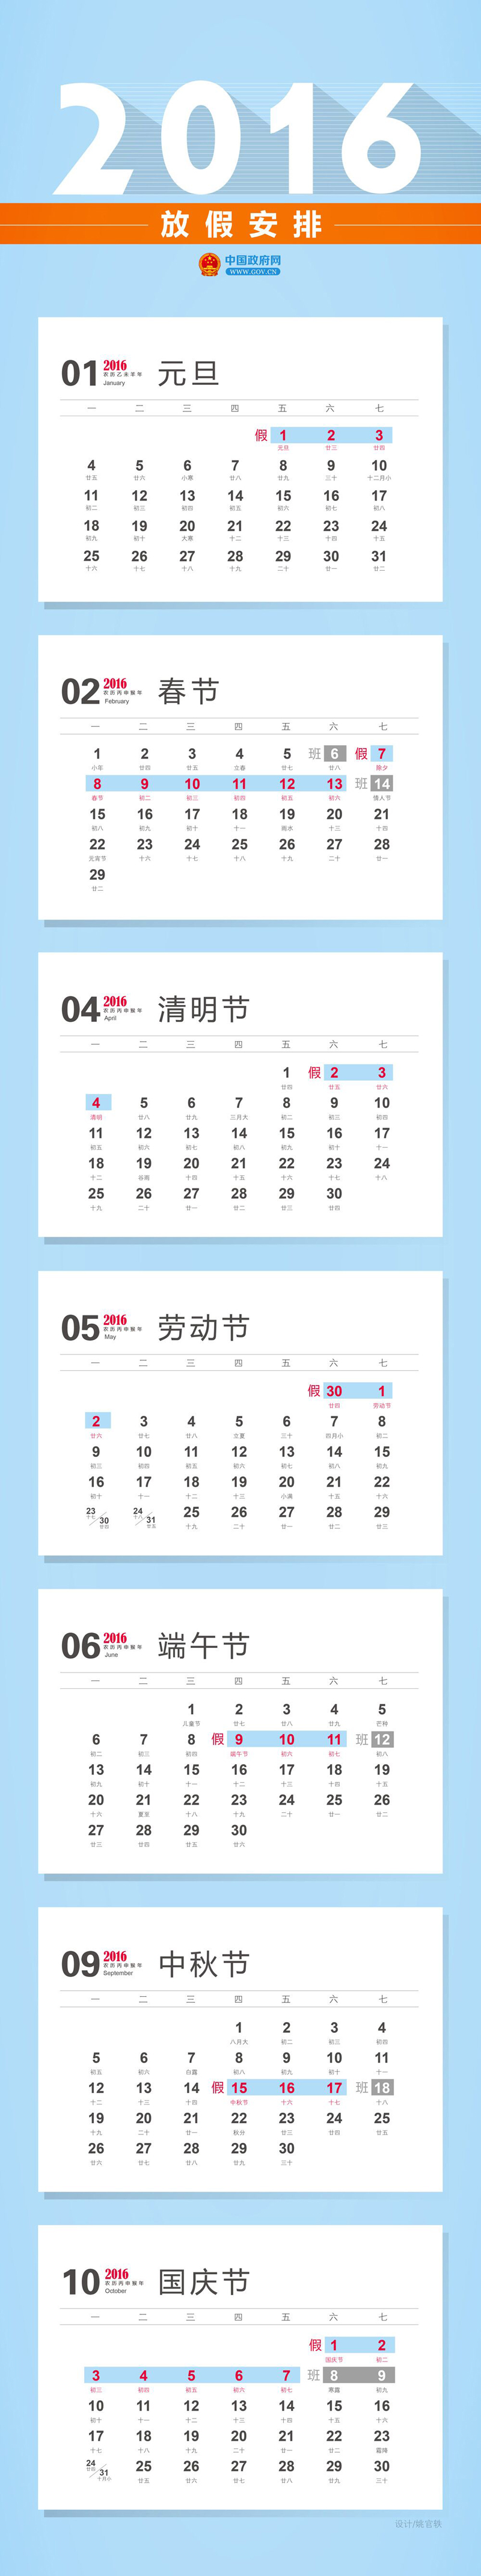 2016
放假安排
中国政府网
WWW.GOV.CN
01 2016 农历乙未羊年 January 元旦
一 二 三 四 五 六 七
假 1 2 3
元旦 廿三 廿四
4 5 6 7 8 9 10
廿五 廿六 小寒 廿八 廿九 三十 十二月小
11 12 13 14 15 16 17
初二 初三 初四 初五 初六 初七 初八
18 19 20 21 22 23 24
初九 初十 大寒 十二 十三 十四 十五
25 26 27 28 29 30 31
十六 十七 十八 十九 二十 廿一 廿二
02 2016 农历丙申猴年 February 春节
一 二 三 四 五 六 七
1 2 3 4 5 班 6 假 7
小年 廿四 廿五 立春 廿七 廿八 除夕
8 9 10 11 12 13 班 14
春节 初二 初三 初四 初五 初六 情人节
15 16 17 18 19 20 21
初八 初九 初十 十一 雨水 十三 十四
22 23 24 25 26 27 28
元宵节 十六 十七 十八 十九 二十 廿一
29
廿二
04 2016 农历丙申猴年 April 清明节
一 二 三 四 五 六 七
1 假 2 3
廿四 廿五 廿六
4 5 6 7 8 9 10
清明 廿八 廿九 三月大 初二 初三 初四
11 12 13 14 15 16 17
初五 初六 初七 初八 初九 初十 十一
18 19 20 21 22 23 24
十二 谷雨 十四 十五 十六 十七 十八
25 26 27 28 29 30
十九 二十 廿一 廿二 廿三 廿四
05 2016 农历丙申猴年 May 劳动节
一 二 三 四 五 六 七
假 30 1
廿四 劳动节
2 3 4 5 6 7 8
廿六 廿七 廿八 立夏 三十 四月小 初二
9 10 11 12 13 14 15
初三 初四 初五 初六 初七 初八 初九
16 17 18 19 20 21 22
初十 十一 十二 十三 小满 十五 十六
23/30 24/31 25 26 27 28 29
十七 廿四 十八 廿五 十九 二十 廿一 廿二 廿三
06 2016 农历丙申猴年 June 端午节
一 二 三 四 五 六 七
1 2 3 4 5
儿童节 廿七 廿八 廿九 芒种
6 7 8 假 9 10 11 班 12
初二 初三 初四 端午节 初六 初七 初八
13 14 15 16 17 18 19
初九 初十 十一 十二 十三 十四 十五
20 21 22 23 24 25 26
十六 夏至 十八 十九 二十 廿一 廿二
27 28 29 30
廿三 廿四 廿五 廿六
09 2016 农历丙申猴年 September 中秋节
一 二 三 四 五 六 七
1 2 3 4
八月大 初二 初三 初四
5 6 7 8 9 10 11
初五 初六 白露 初八 初九 初十 十一
12 13 14 假 15 16 17 班 18
十二 十三 十四 中秋节 十六 十七 十八
19 20 21 22 23 24 25
十九 二十 廿一 秋分 廿三 廿四 廿五
26 27 28 29 30
廿六 廿七 廿八 廿九 三十
10 2016 农历丙申猴年 October 国庆节
一 二 三 四 五 六 七
假 1 2
国庆节 初二
3 4 5 6 7 班 8 9
初三 初四 初五 初六 初七 寒露 初九
10 11 12 13 14 15 16
初十 十一 十二 十三 十四 十五 十六
17 18 19 20 21 22 23
十七 十八 十九 二十 廿一 廿二 霜降
24/31 25 26 27 28 29 30
廿四 十月小 廿五 廿六 廿七 廿八 廿九 三十
设计/姚官轶